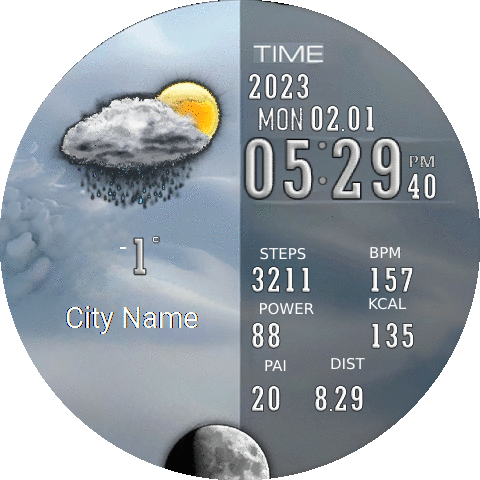 TIME
2023
MON 02.01
05:29 PM
40
-1°
City Name
STEPS BPM
3211 157
POWER KCAL
88 135
PAI DIST
20 8.29